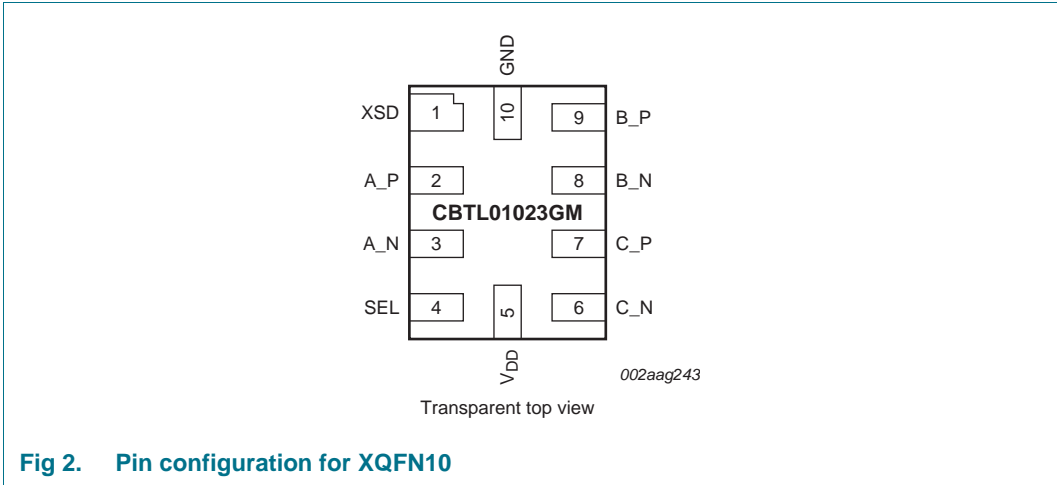 GND
XSD 1 10 9 B_P
A_P 2 8 B_N
CBTL01023GM
A_N 3 7 C_P
SEL 4 5 6 C_N
VDD
002aag243
Transparent top view
Fig 2. Pin configuration for XQFN10